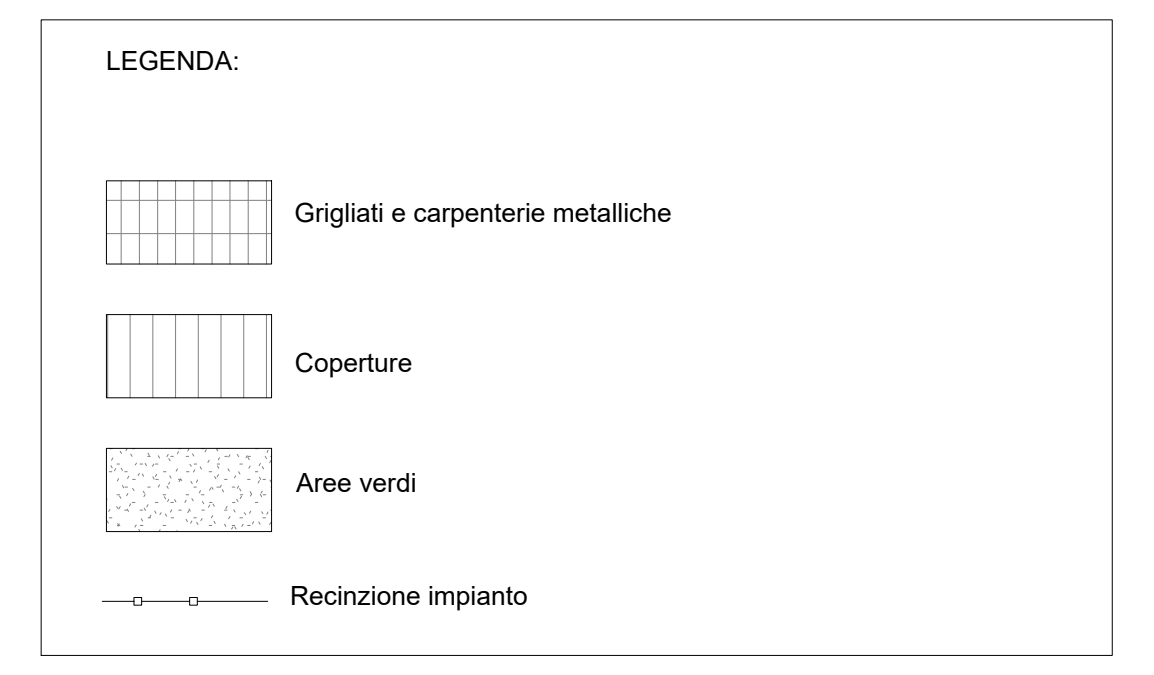 LEGENDA:
Grigliati e carpenterie metalliche
Coperture
Aree verdi
Recinzione impianto